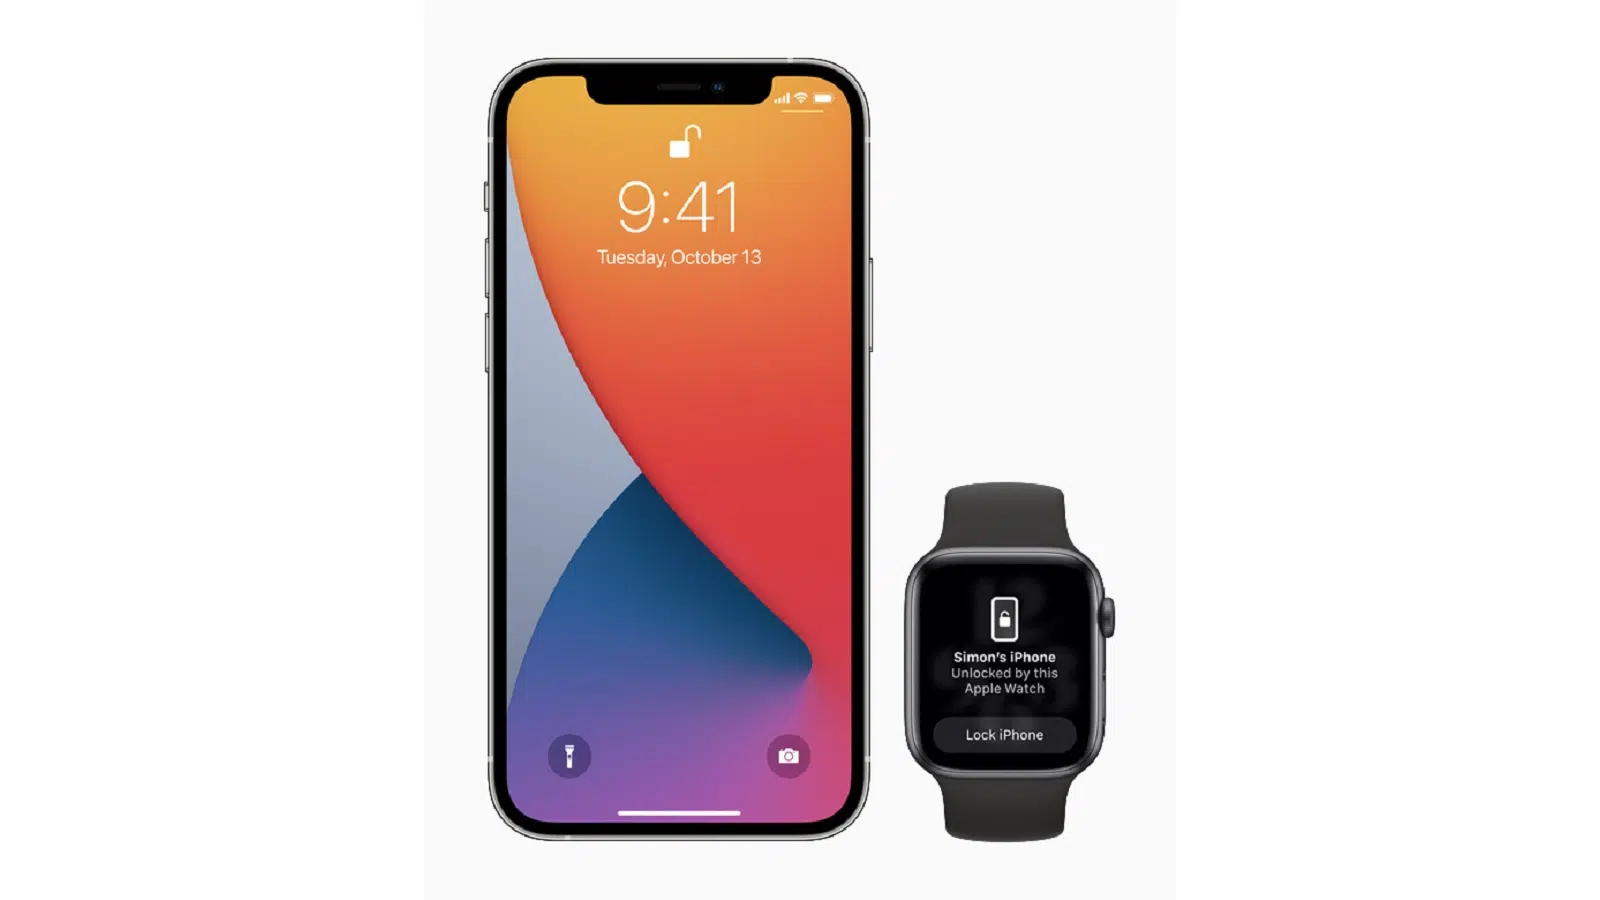 9:41
Tuesday, October 13
Simon's iPhone
Unlocked by this
Apple Watch
Lock iPhone